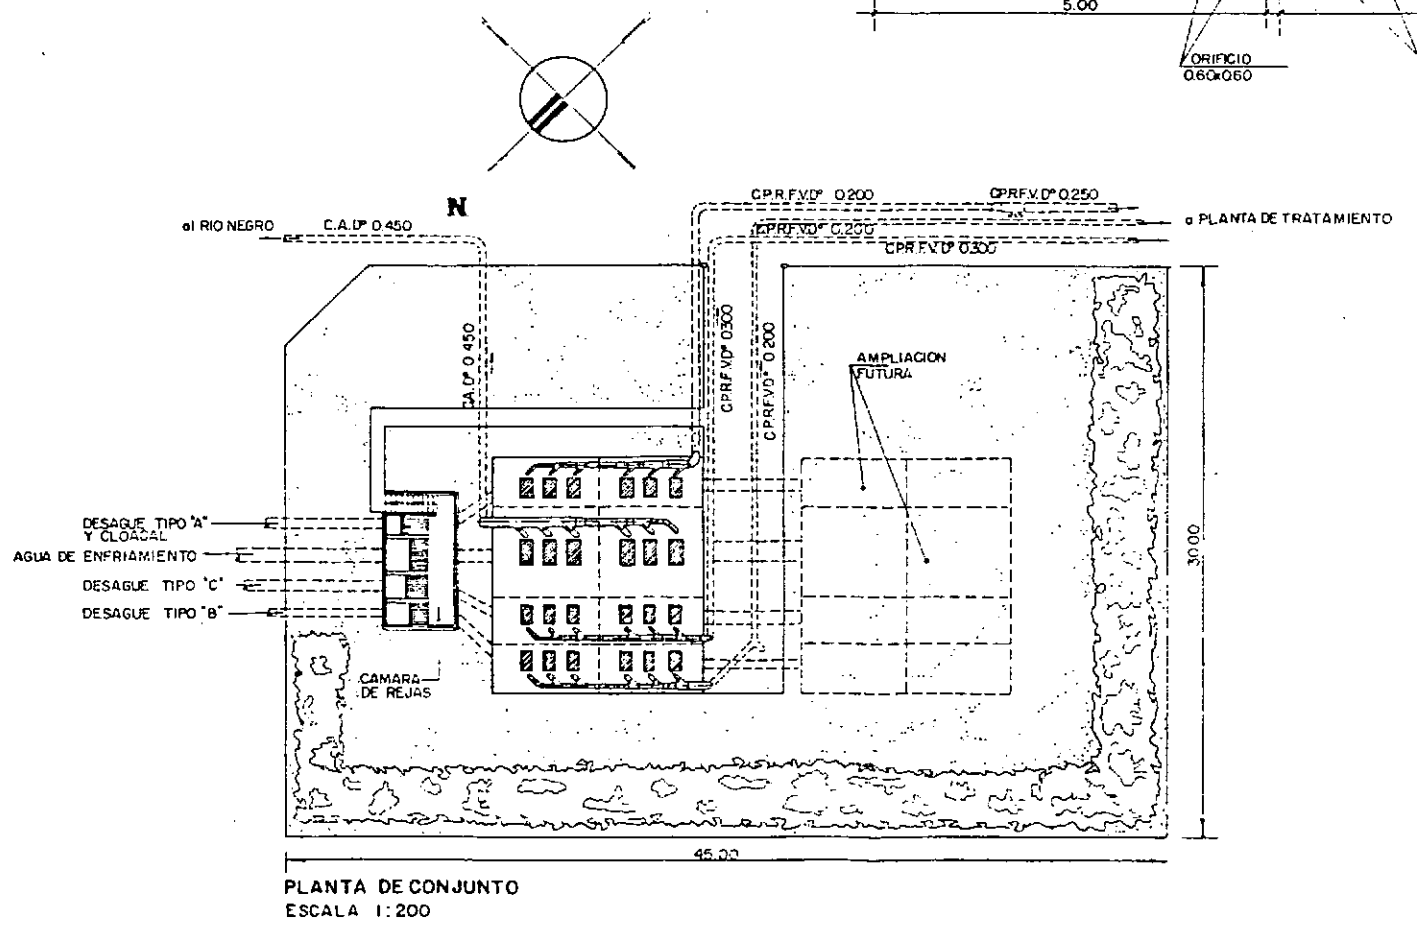 5.00
ORIFICIO
0.60x0.60
N
al RIO NEGRO
C.A.Dº 0.450
C.P.R.F.V.Dº 0.200
C.P.R.F.V.Dº 0.250
a PLANTA DE TRATAMIENTO
C.P.R.F.V.Dº 0.200
C.P.R.F.V.Dº 0.300
C.A.Dº 0.450
C.P.R.F.V.Dº 0.300
C.P.R.F.V.Dº 0.200
AMPLIACION
FUTURA
DESAGUE TIPO "A"
Y CLOACAL
AGUA DE ENFRIAMIENTO
DESAGUE TIPO "C"
DESAGUE TIPO "B"
CAMARA
DE REJAS
30.00
45.00
PLANTA DE CONJUNTO
ESCALA 1:200